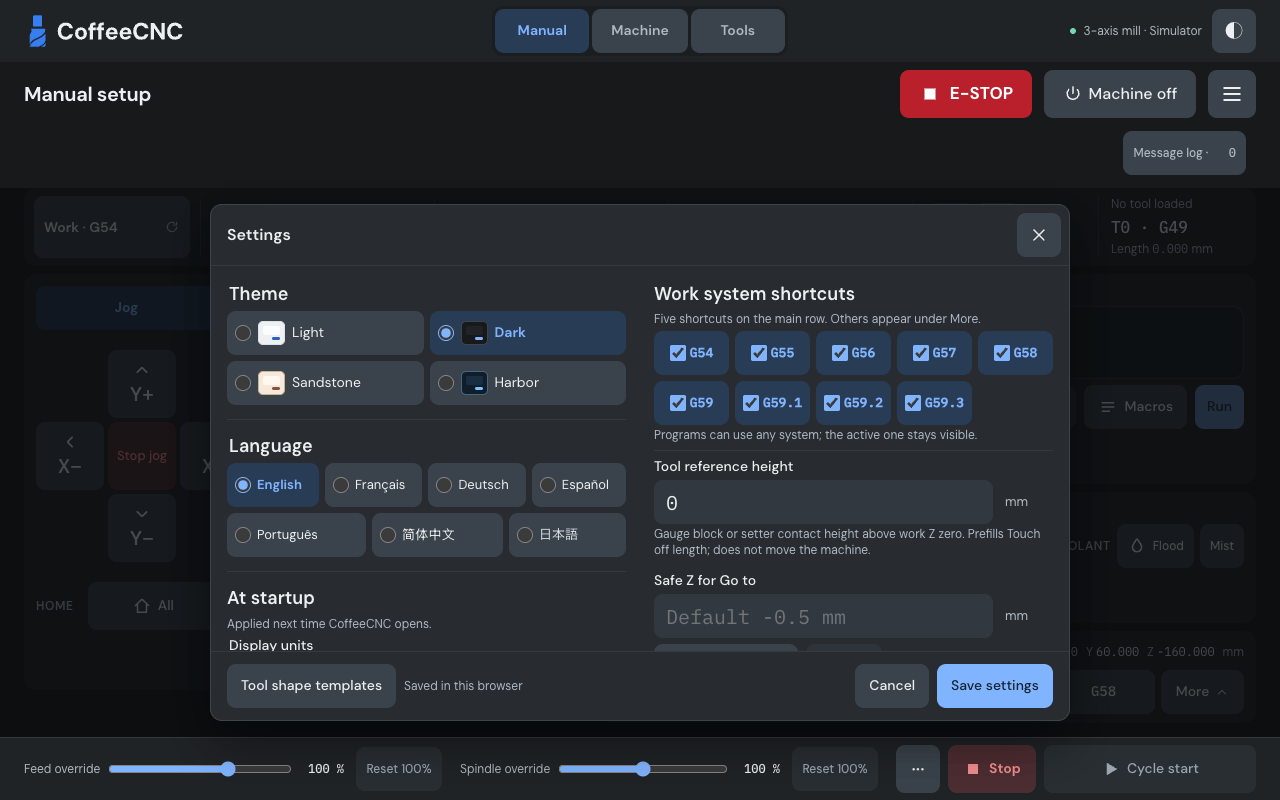 CoffeeCNC
Manual
Machine
Tools
3-axis mill · Simulator
Manual setup
E-STOP
Machine off
Message log · 0
Work · G54
No tool loaded
T0 · G49
Length 0.000 mm
Settings
Theme
Light
Dark
Sandstone
Harbor
Language
English
Français
Deutsch
Español
Português
简体中文
日本語
At startup
Applied next time CoffeeCNC opens.
Display units
Work system shortcuts
Five shortcuts on the main row. Others appear under More.
G54
G55
G56
G57
G58
G59
G59.1
G59.2
G59.3
Programs can use any system; the active one stays visible.
Tool reference height
0 mm
Gauge block or setter contact height above work Z zero. Prefills Touch
off length; does not move the machine.
Safe Z for Go to
Default -0.5 mm mm
Tool shape templates
Saved in this browser
Cancel
Save settings
Jog
Y+
X−
Stop jog
X
Y−
HOME
All
Macros
Run
OLANT
Flood
Mist
0 Y 60.000 Z -160.000 mm
G58
More
Feed override
100 %
Reset 100%
Spindle override
100 %
Reset 100%
...
Stop
Cycle start